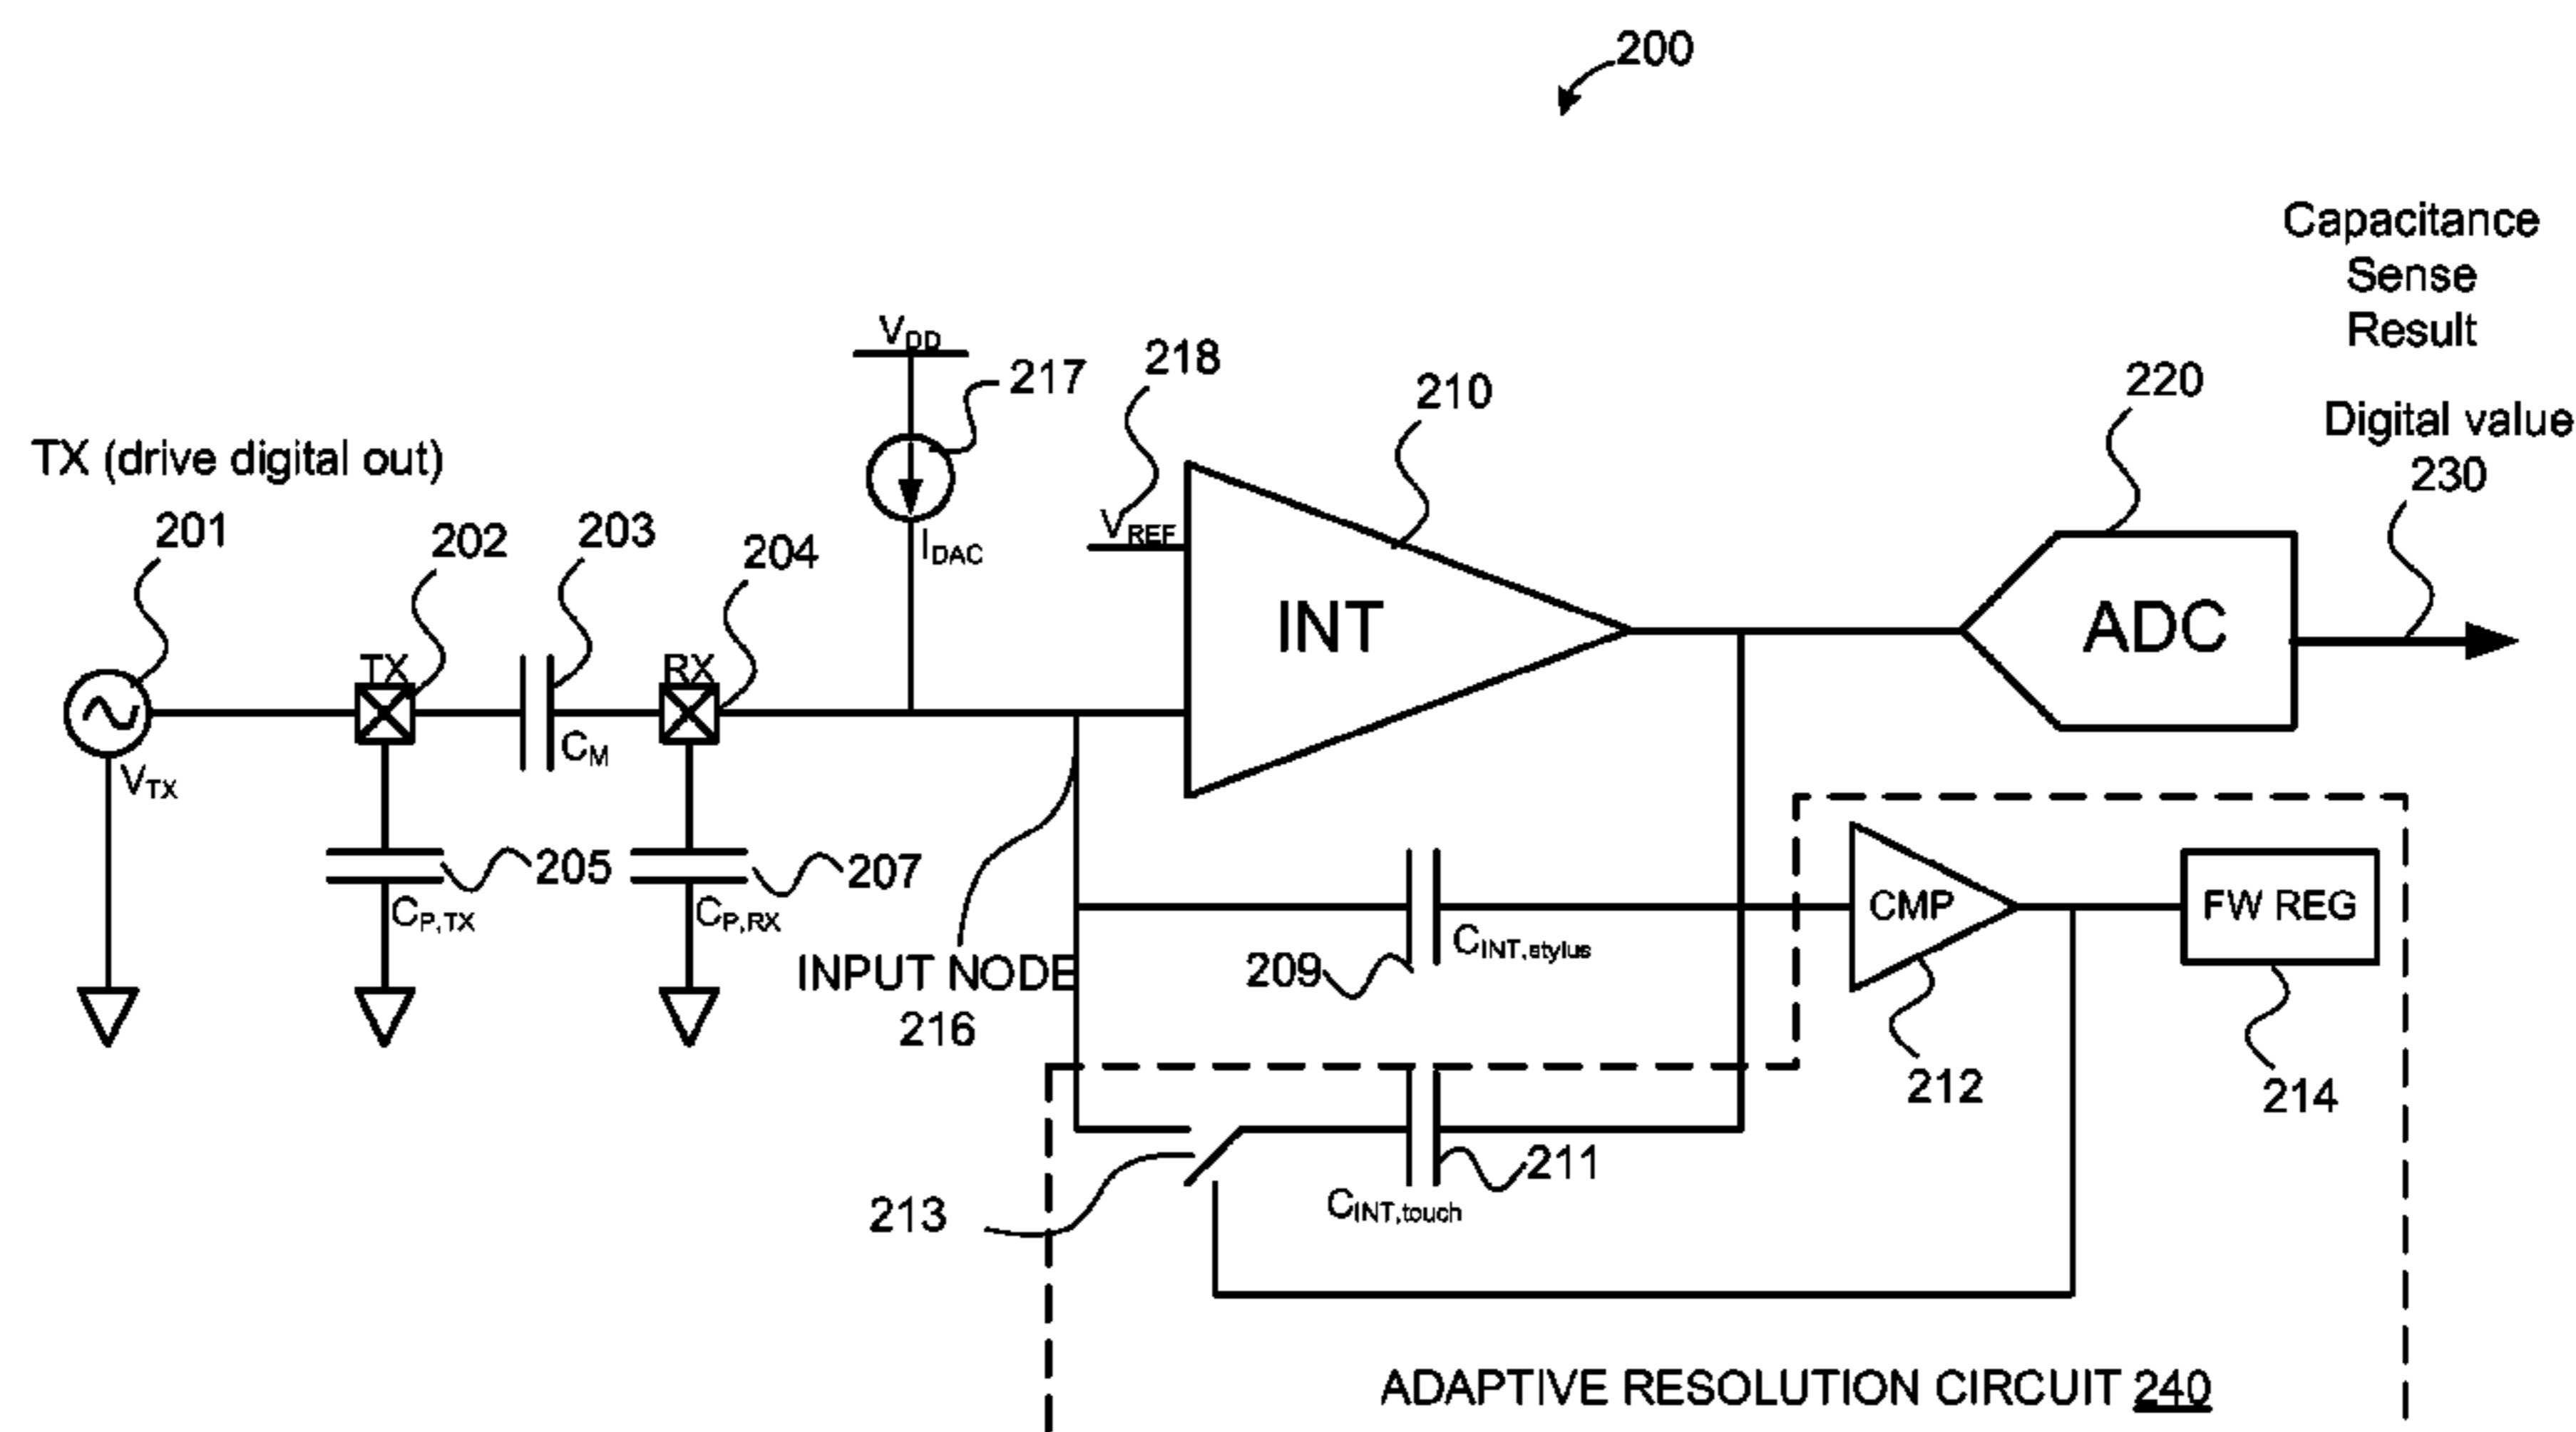 200
Capacitance
Sense
Result
Digital value
230
220
210
218
V_REF
V_DD
217
I_DAC
TX (drive digital out)
201
202
203
204
TX
RX
C_M
V_TX
INT
ADC
205
C_P,TX
207
C_P,RX
INPUT NODE
216
209
C_INT,stylus
CMP
FW REG
212
214
213
211
C_INT,touch
ADAPTIVE RESOLUTION CIRCUIT 240